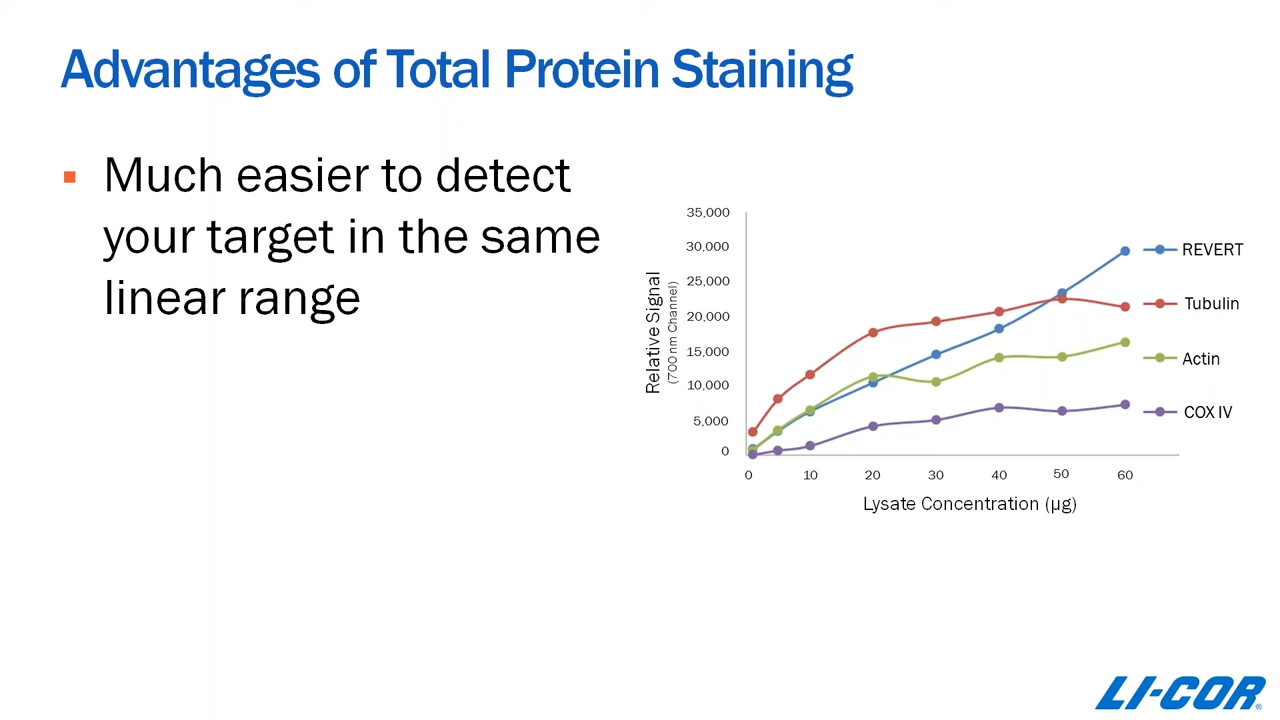 Advantages of Total Protein Staining
▪ Much easier to detect
your target in the same
linear range
35,000
30,000
25,000
20,000
15,000
10,000
5,000
0
Relative Signal
(700 nm Channel)
0 10 20 30 40 50 60
Lysate Concentration (µg)
REVERT
Tubulin
Actin
COX IV
LI-COR®